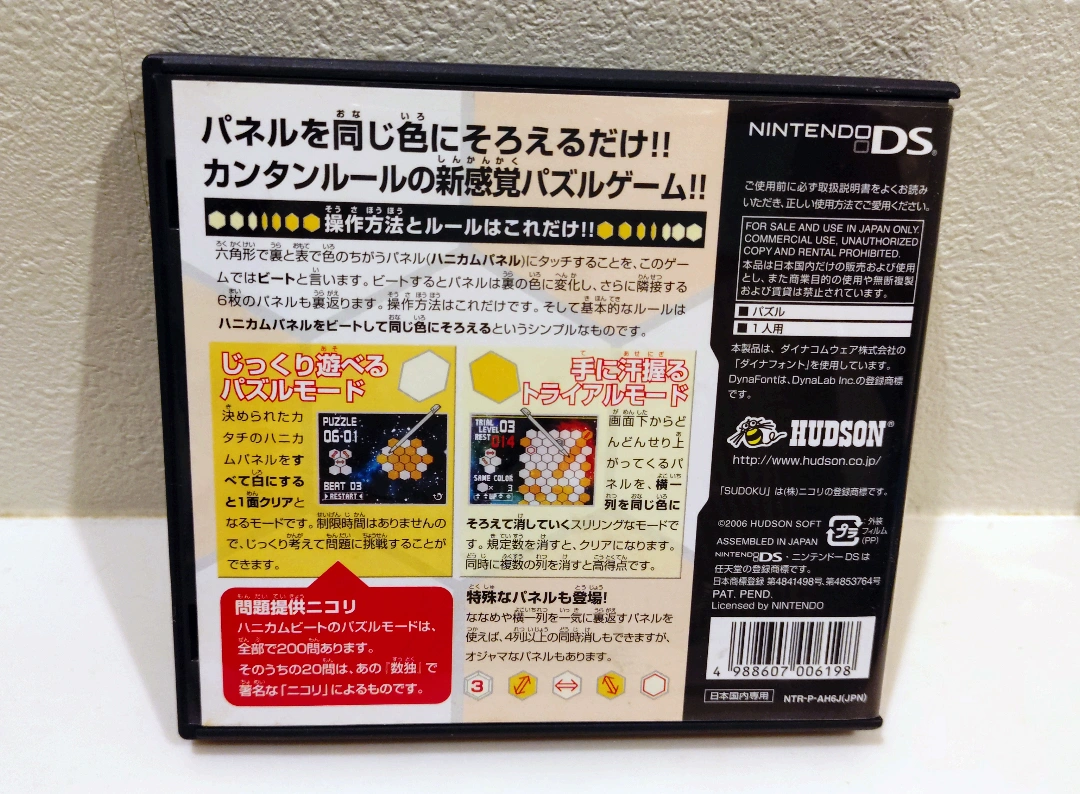 パネルを同じ色にそろえるだけ!!
カンタンルールの新感覚パズルゲーム!!
操作方法とルールはこれだけ!!
六角形で裏と表で色のちがうパネル(ハニカムパネル)にタッチすることを、このゲー
ムではビートと言います。ビートするとパネルは裏の色に変化し、さらに隣接する
6枚のパネルも裏返ります。操作方法はこれだけです。そして基本的なルールは
ハニカムパネルをビートして同じ色にそろえるというシンプルなものです。
じっくり遊べる
パズルモード
決められたカ
タチのハニカ
ムパネルをす
べて白にする
と1面クリアと
なるモードです。制限時間はありませんの
で、じっくり考えて問題に挑戦することが
できます。
PUZZLE
06-01
BEAT 03
RESTART
手に汗握る
トライアルモード
TRIAL
LEVEL 03
REST 014
SAME COLOR
× 3
画面下からど
んどんせり上
がってくるパ
ネルを、横一
列を同じ色に
そろえて消していくスリリングなモードで
す。規定数を消すと、クリアになります。
同時に複数の列を消すと高得点です。
問題提供ニコリ
ハニカムビートのパズルモードは、
全部で200問あります。
そのうちの20問は、あの『数独』で
著名な「ニコリ」によるものです。
特殊なパネルも登場!
ななめや横一列を一気に裏返すパネルを
使えば、4列以上の同時消しもできますが、
オジャマなパネルもあります。
3
NINTENDO DS®
ご使用前に必ず取扱説明書をよくお読み
いただき、正しい使用方法でご愛用ください。
FOR SALE AND USE IN JAPAN ONLY.
COMMERCIAL USE, UNAUTHORIZED
COPY AND RENTAL PROHIBITED.
本品は日本国内だけの販売および使用
とし、また商業目的の使用や無断複製
および賃貸は禁止されています。
■ パズル
■ 1人用
本製品は、ダイナコムウェア株式会社の
「ダイナフォント」を使用しています。
DynaFontは、DynaLab Inc.の登録商標
です。
HUDSON®
http://www.hudson.co.jp/
「SUDOKU」は(株)ニコリの登録商標です。
©2006 HUDSON SOFT
ASSEMBLED IN JAPAN
プラ
:外装
フィルム
(PP)
NINTENDO DS・ニンテンドーDSは
任天堂の登録商標です。
日本商標登録 第4841498号、第4853764号
PAT. PEND.
Licensed by NINTENDO
4 988607 006198
日本国内専用
NTR-P-AH6J(JPN)